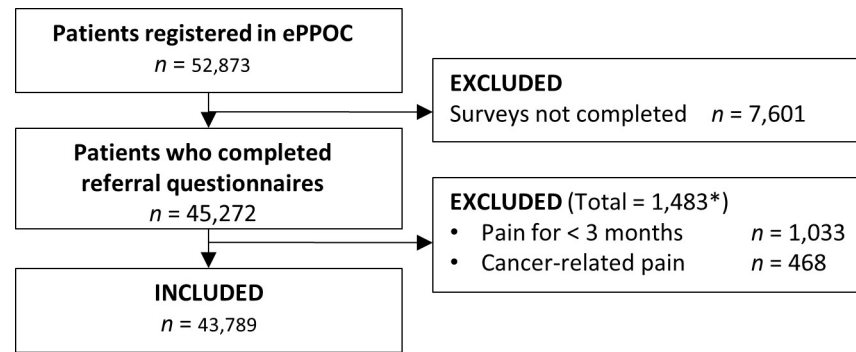 Patients registered in ePPOC
n = 52,873
EXCLUDED
Surveys not completed n = 7,601
Patients who completed
referral questionnaires
n = 45,272
EXCLUDED (Total = 1,483*)
• Pain for < 3 months n = 1,033
• Cancer-related pain n = 468
INCLUDED
n = 43,789